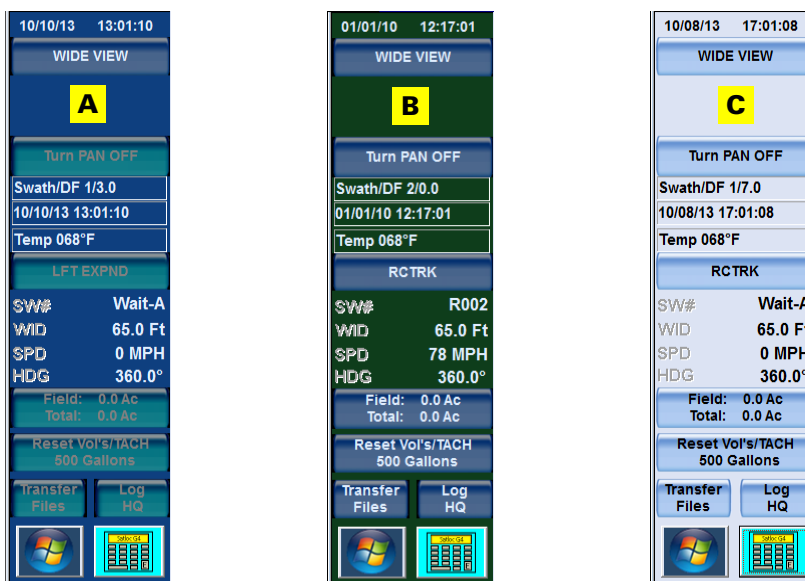 10/10/13 13:01:10
WIDE VIEW
A
Turn PAN OFF
Swath/DF 1/3.0
10/10/13 13:01:10
Temp 068°F
LFT EXPND
SW# Wait-A
WID 65.0 Ft
SPD 0 MPH
HDG 360.0°
Field: 0.0 Ac
Total: 0.0 Ac
Reset Vol's/TACH
500 Gallons
Transfer Files
Log HQ
Satloc G4
01/01/10 12:17:01
WIDE VIEW
B
Turn PAN OFF
Swath/DF 2/0.0
01/01/10 12:17:01
Temp 068°F
RCTRK
SW# R002
WID 65.0 Ft
SPD 78 MPH
HDG 360.0°
Field: 0.0 Ac
Total: 0.0 Ac
Reset Vol's/TACH
500 Gallons
Transfer Files
Log HQ
Satloc G4
10/08/13 17:01:08
WIDE VIEW
C
Turn PAN OFF
Swath/DF 1/7.0
10/08/13 17:01:08
Temp 068°F
RCTRK
SW# Wait-A
WID 65.0 Ft
SPD 0 MPH
HDG 360.0°
Field: 0.0 Ac
Total: 0.0 Ac
Reset Vol's/TACH
500 Gallons
Transfer Files
Log HQ
Satloc G4